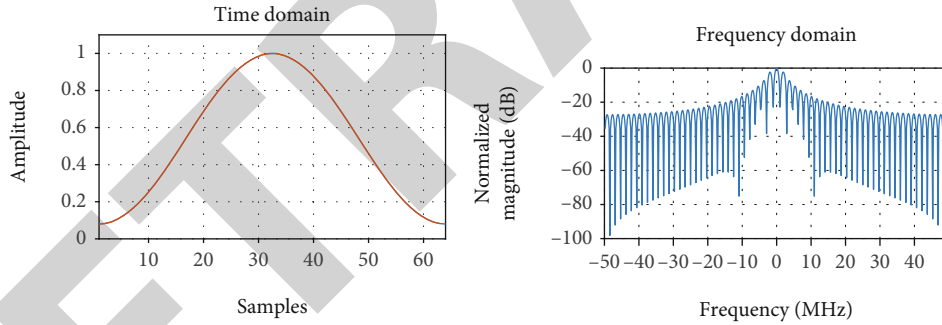 Time domain
Amplitude
1
0.8
0.6
0.4
0.2
0
10 20 30 40 50 60
Samples
Frequency domain
Normalized
magnitude (dB)
0
−20
−40
−60
−80
−100
−50 −40 −30 −20 −10 0 10 20 30 40
Frequency (MHz)